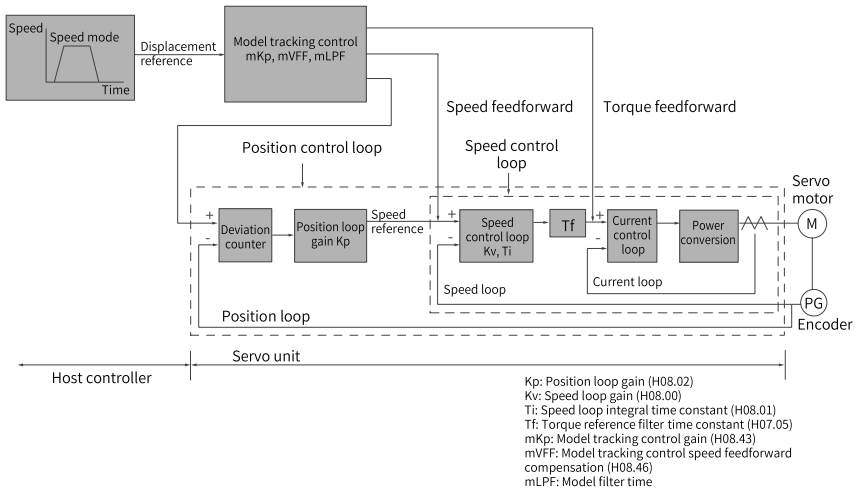 Speed
Speed mode
Time
Displacement
reference
Model tracking control
mKp, mVFF, mLPF
Speed feedforward
Torque feedforward
Position control loop
Speed control
loop
Servo
motor
+
-
Deviation
counter
Position loop
gain Kp
Speed
reference
+
-
Speed
control loop
Kv, Ti
Tf
+
-
Current
control
loop
Power
conversion
M
Current loop
Speed loop
PG
Position loop
Encoder
Servo unit
Host controller
Kp: Position loop gain (H08.02)
Kv: Speed loop gain (H08.00)
Ti: Speed loop integral time constant (H08.01)
Tf: Torque reference filter time constant (H07.05)
mKp: Model tracking control gain (H08.43)
mVFF: Model tracking control speed feedforward
compensation (H08.46)
mLPF: Model filter time